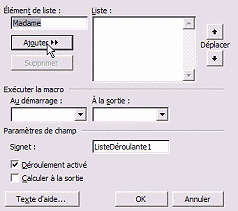 Élément de liste : Liste :
Madame
Ajouter
Supprimer
Déplacer
Exécuter la macro
Au démarrage : À la sortie :
Paramètres de champ
Signet : ListeDéroulante1
Déroulement activé
Calculer à la sortie
Texte d'aide... OK Annuler